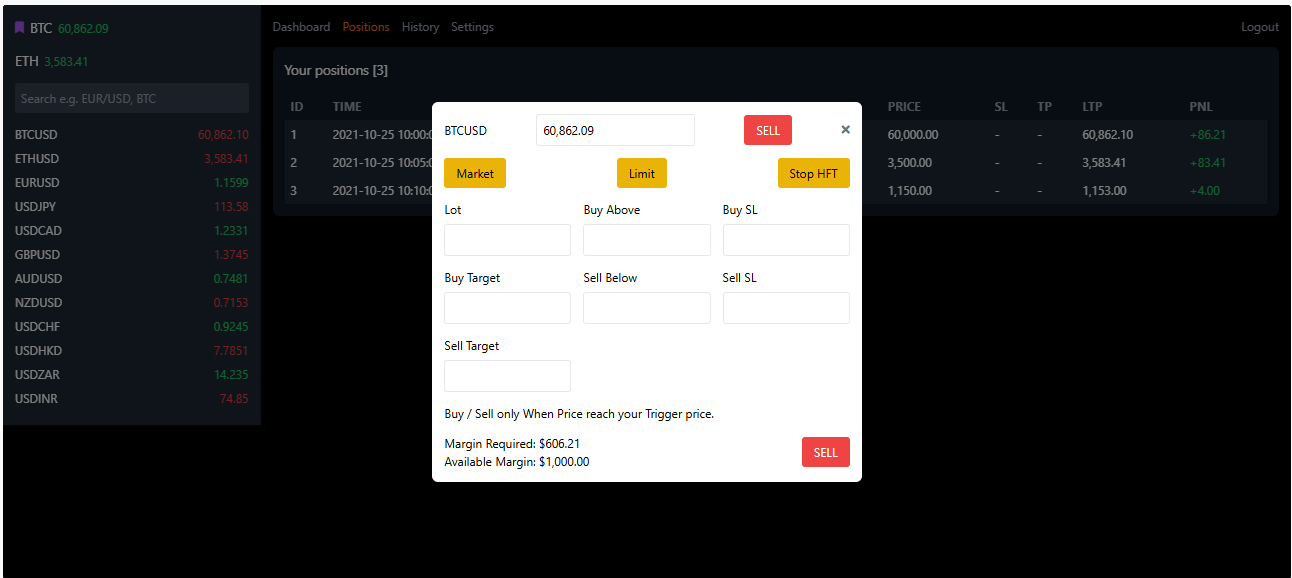 BTC 60,862.09
ETH 3,583.41
Search e.g. EUR/USD, BTC
BTCUSD 60,862.10
ETHUSD 3,583.41
EURUSD 1.1599
USDJPY 113.58
USDCAD 1.2331
GBPUSD 1.3745
AUDUSD 0.7481
NZDUSD 0.7153
USDCHF 0.9245
USDHKD 7.7851
USDZAR 14.235
USDINR 74.85
Dashboard Positions History Settings Logout
Your positions [3]
ID TIME PRICE SL TP LTP PNL
1 2021-10-25 10:00:0 60,000.00 - - 60,862.10 +86.21
2 2021-10-25 10:05:0 3,500.00 - - 3,583.41 +83.41
3 2021-10-25 10:10:0 1,150.00 - - 1,153.00 +4.00
BTCUSD 60,862.09 SELL ×
Market Limit Stop HFT
Lot Buy Above Buy SL
Buy Target Sell Below Sell SL
Sell Target
Buy / Sell only When Price reach your Trigger price.
Margin Required: $606.21
Available Margin: $1,000.00
SELL